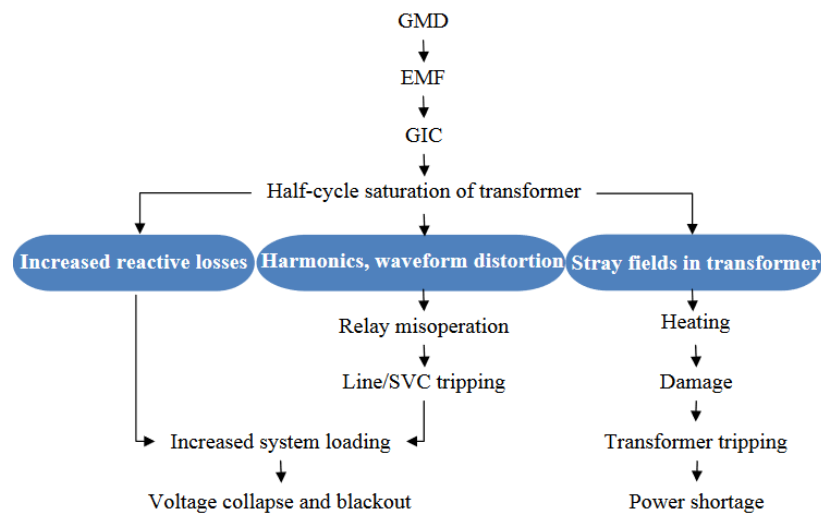 GMD
EMF
GIC
Half-cycle saturation of transformer
Increased reactive losses
Harmonics, waveform distortion
Stray fields in transformer
Relay misoperation
Heating
Line/SVC tripping
Damage
Increased system loading
Transformer tripping
Voltage collapse and blackout
Power shortage